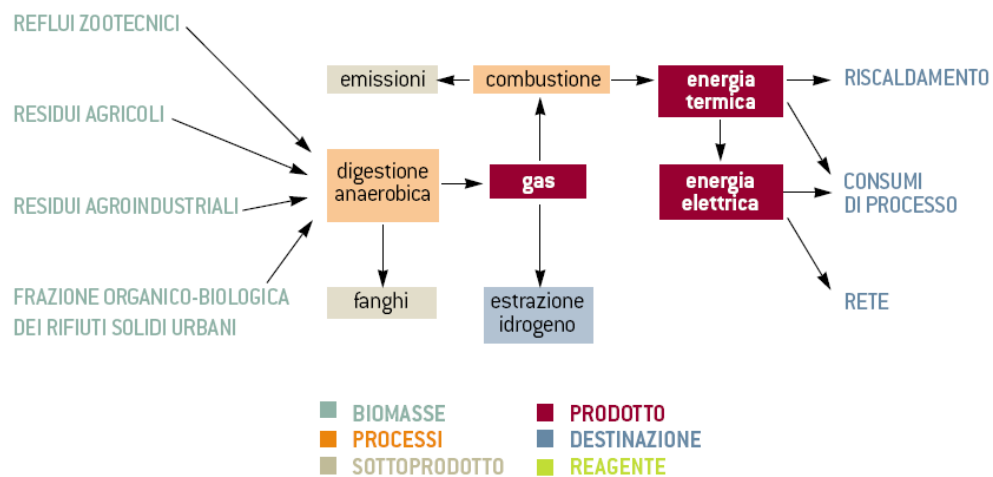 REFLUI ZOOTECNICI
emissioni
combustione
energia
termica
RISCALDAMENTO
RESIDUI AGRICOLI
digestione
anaerobica
gas
energia
elettrica
CONSUMI
DI PROCESSO
RESIDUI AGROINDUSTRIALI
FRAZIONE ORGANICO-BIOLOGICA
DEI RIFIUTI SOLIDI URBANI
fanghi
estrazione
idrogeno
RETE
BIOMASSE
PROCESSI
SOTTOPRODOTTO
PRODOTTO
DESTINAZIONE
REAGENTE